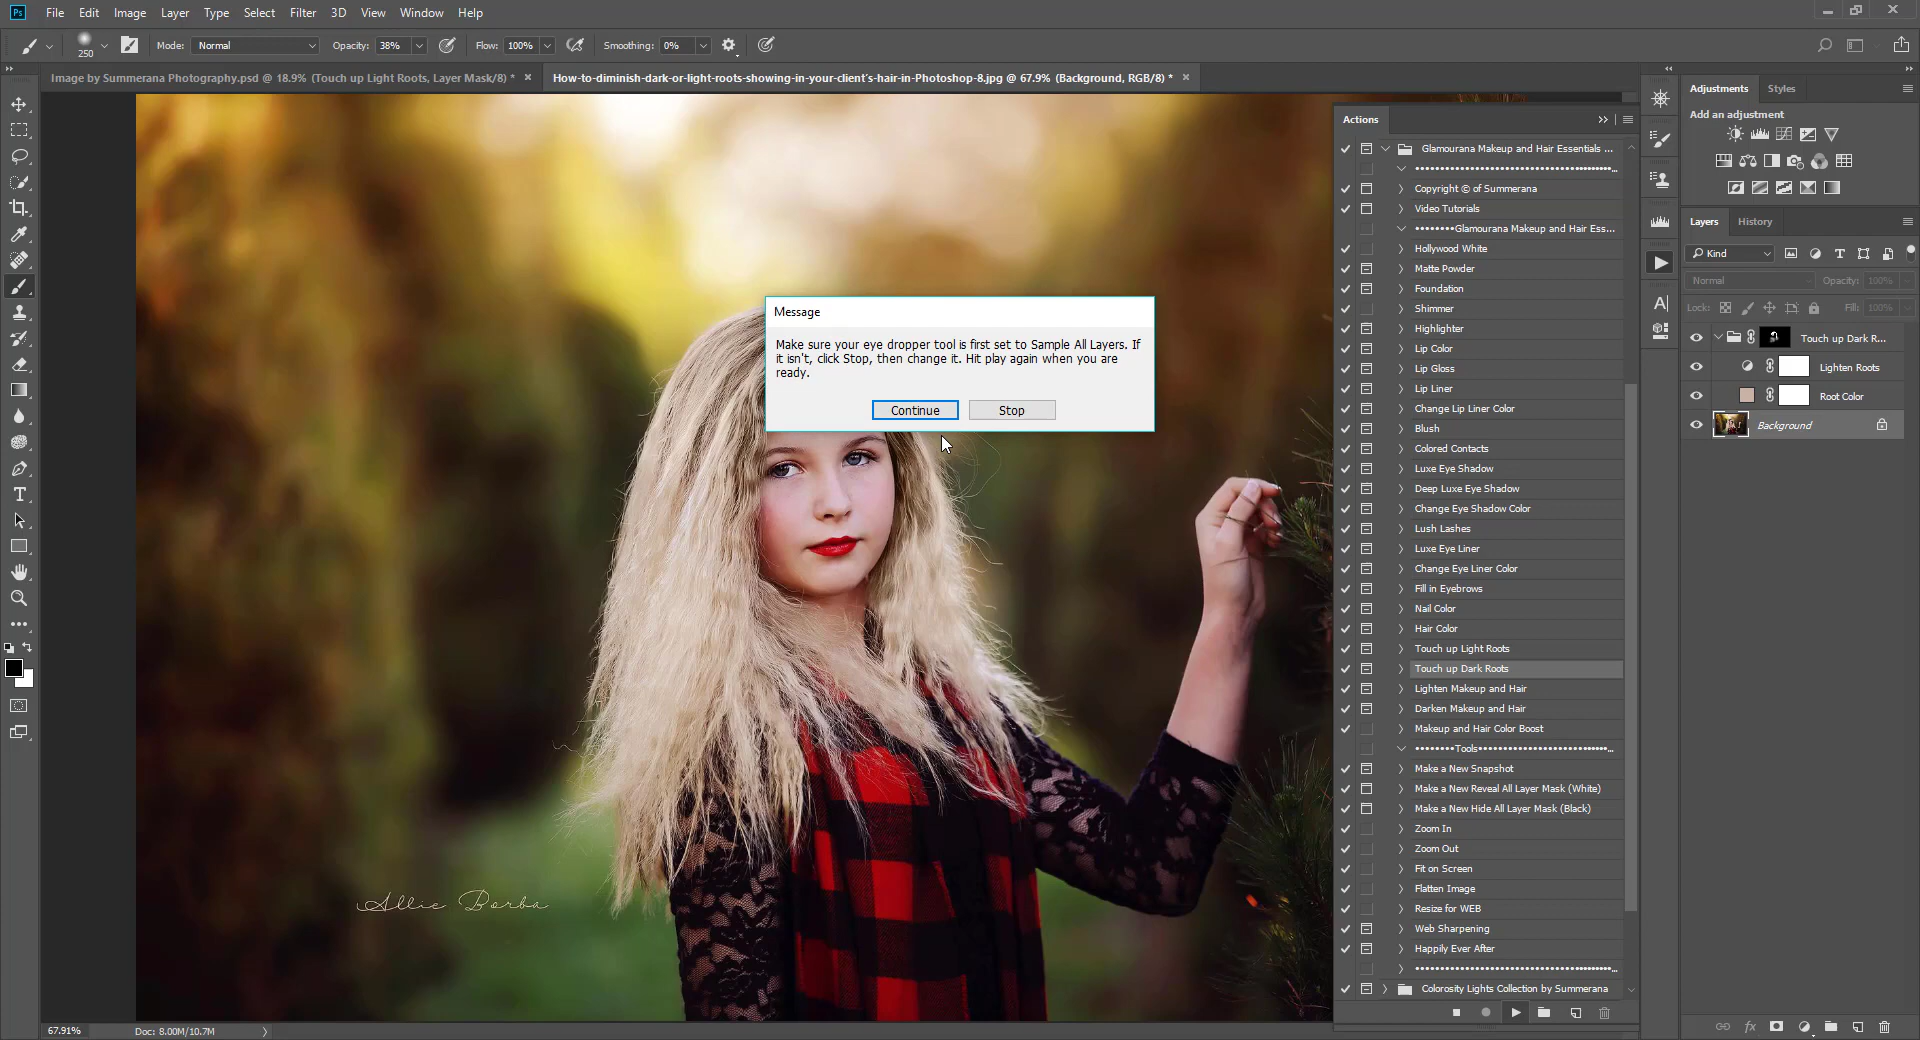 Ps File Edit Image Layer Type Select Filter 3D View Window Help
250 Mode: Normal Opacity: 38% Flow: 100% Smoothing: 0%
Image by Summerana Photography.psd @ 18.9% (Touch up Light Roots, Layer Mask/8) * ×
How-to-diminish-dark-or-light-roots-showing-in-your-client's-hair-in-Photoshop-8.jpg @ 67.9% (Background, RGB/8) * ×
Message
Make sure your eye dropper tool is first set to Sample All Layers. If
it isn't, click Stop, then change it. Hit play again when you are
ready.
Continue Stop
Allie Borba
67.91% Doc: 8.00M/10.7M
Actions
Glamourana Makeup and Hair Essentials ...
Copyright © of Summerana
Video Tutorials
••••••••Glamourana Makeup and Hair Ess...
Hollywood White
Matte Powder
Foundation
Shimmer
Highlighter
Lip Color
Lip Gloss
Lip Liner
Change Lip Liner Color
Blush
Colored Contacts
Luxe Eye Shadow
Deep Luxe Eye Shadow
Change Eye Shadow Color
Lush Lashes
Luxe Eye Liner
Change Eye Liner Color
Fill in Eyebrows
Nail Color
Hair Color
Touch up Light Roots
Touch up Dark Roots
Lighten Makeup and Hair
Darken Makeup and Hair
Makeup and Hair Color Boost
••••••••Tools••••••••••••••••••••••••••...
Make a New Snapshot
Make a New Reveal All Layer Mask (White)
Make a New Hide All Layer Mask (Black)
Zoom In
Zoom Out
Fit on Screen
Flatten Image
Resize for WEB
Web Sharpening
Happily Ever After
Colorosity Lights Collection by Summerana
Adjustments Styles
Add an adjustment
Layers History
Kind
Normal Opacity: 100%
Lock: Fill: 100%
Touch up Dark R...
Lighten Roots
Root Color
Background